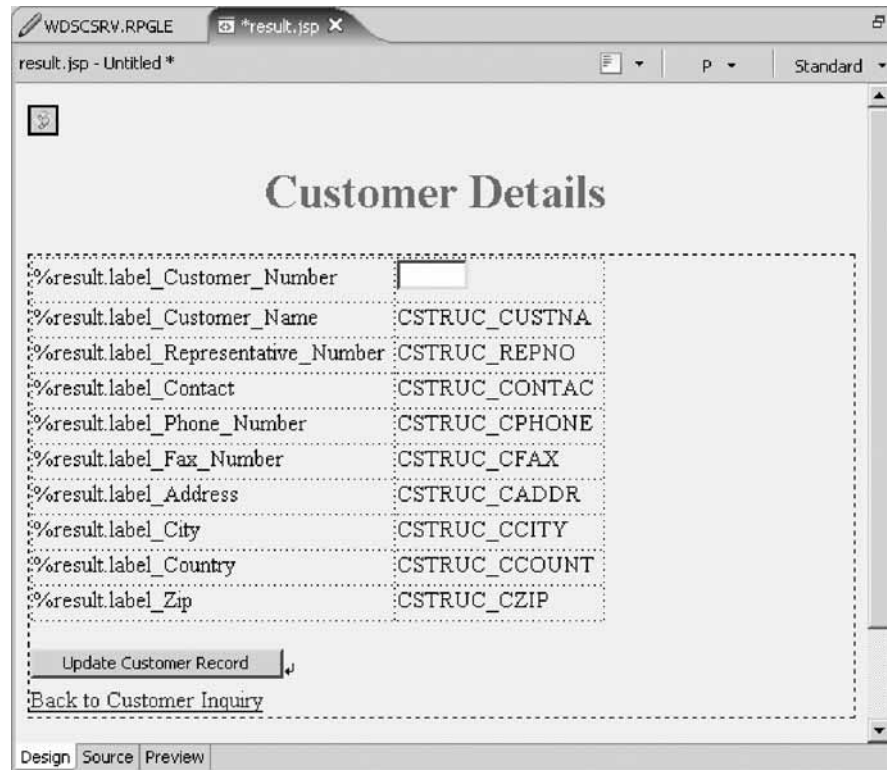 WDSCSRV.RPGLE *result.jsp
result.jsp - Untitled * P Standard
Customer Details
%result.label_Customer_Number
%result.label_Customer_Name CSTRUC_CUSTNA
%result.label_Representative_Number CSTRUC_REPNO
%result.label_Contact CSTRUC_CONTAC
%result.label_Phone_Number CSTRUC_CPHONE
%result.label_Fax_Number CSTRUC_CFAX
%result.label_Address CSTRUC_CADDR
%result.label_City CSTRUC_CCITY
%result.label_Country CSTRUC_CCOUNT
%result.label_Zip CSTRUC_CZIP
Update Customer Record
Back to Customer Inquiry
Design Source Preview